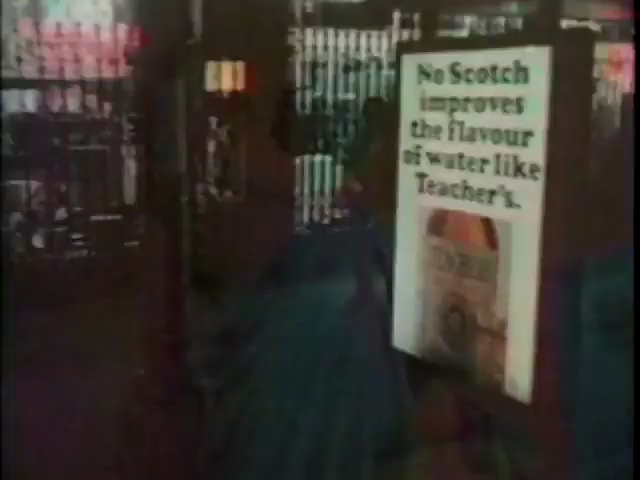 No Scotch
improves
the flavour
of water like
Teacher's.